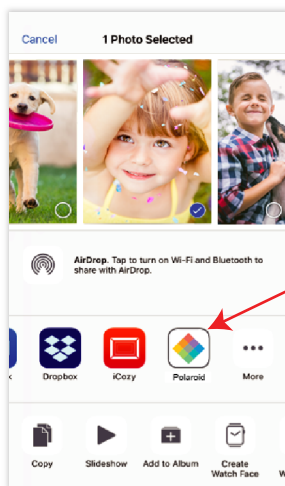 Cancel 1 Photo Selected
AirDrop. Tap to turn on Wi-Fi and Bluetooth to
share with AirDrop.
k Dropbox iCozy Polaroid More
Copy Slideshow Add to Album Create
Watch Face W